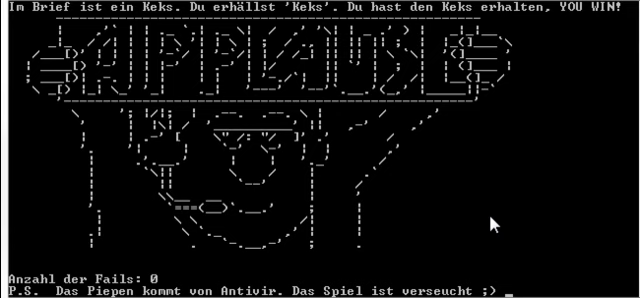 Im Brief ist ein Keks. Du erhällst 'Keks'. Du hast den Keks erhalten, YOU WIN!
APPLAUSE
Anzahl der Fails: 0
P.S.  Das Piepen kommt von Antivir. Das Spiel ist verseucht ;)